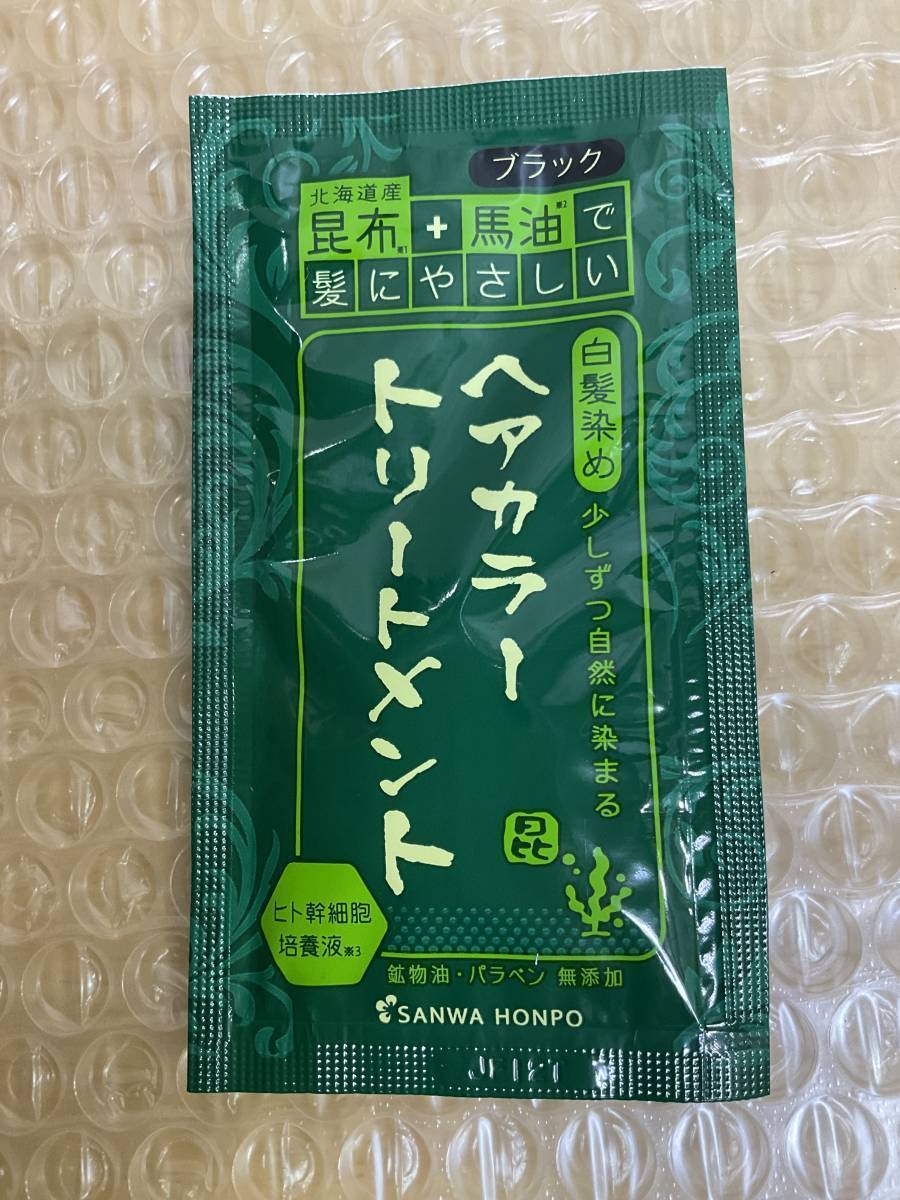 ブラック
北海道産
昆布※1 + 馬油※2 で
髪にやさしい
白髪染め 少しずつ自然に染まる
ヘアカラー
トリートメント
昆
ヒト幹細胞
培養液※3
鉱物油・パラベン 無添加
SANWA HONPO